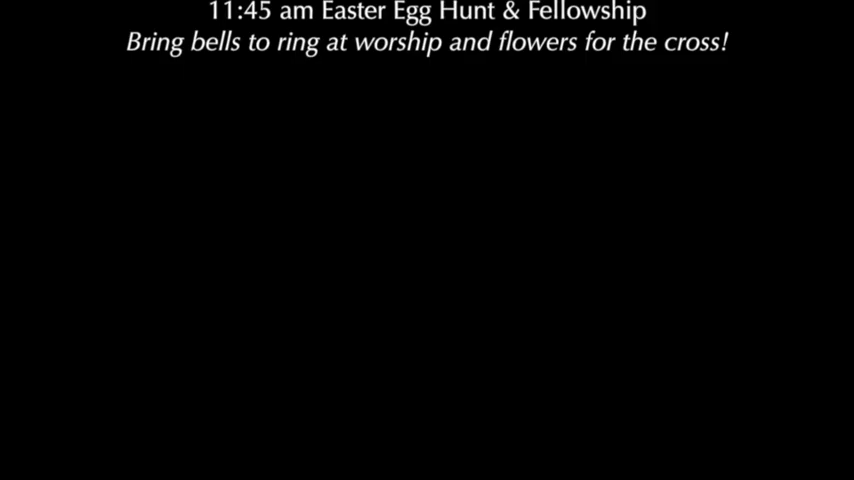 11:45 am Easter Egg Hunt & Fellowship
Bring bells to ring at worship and flowers for the cross!